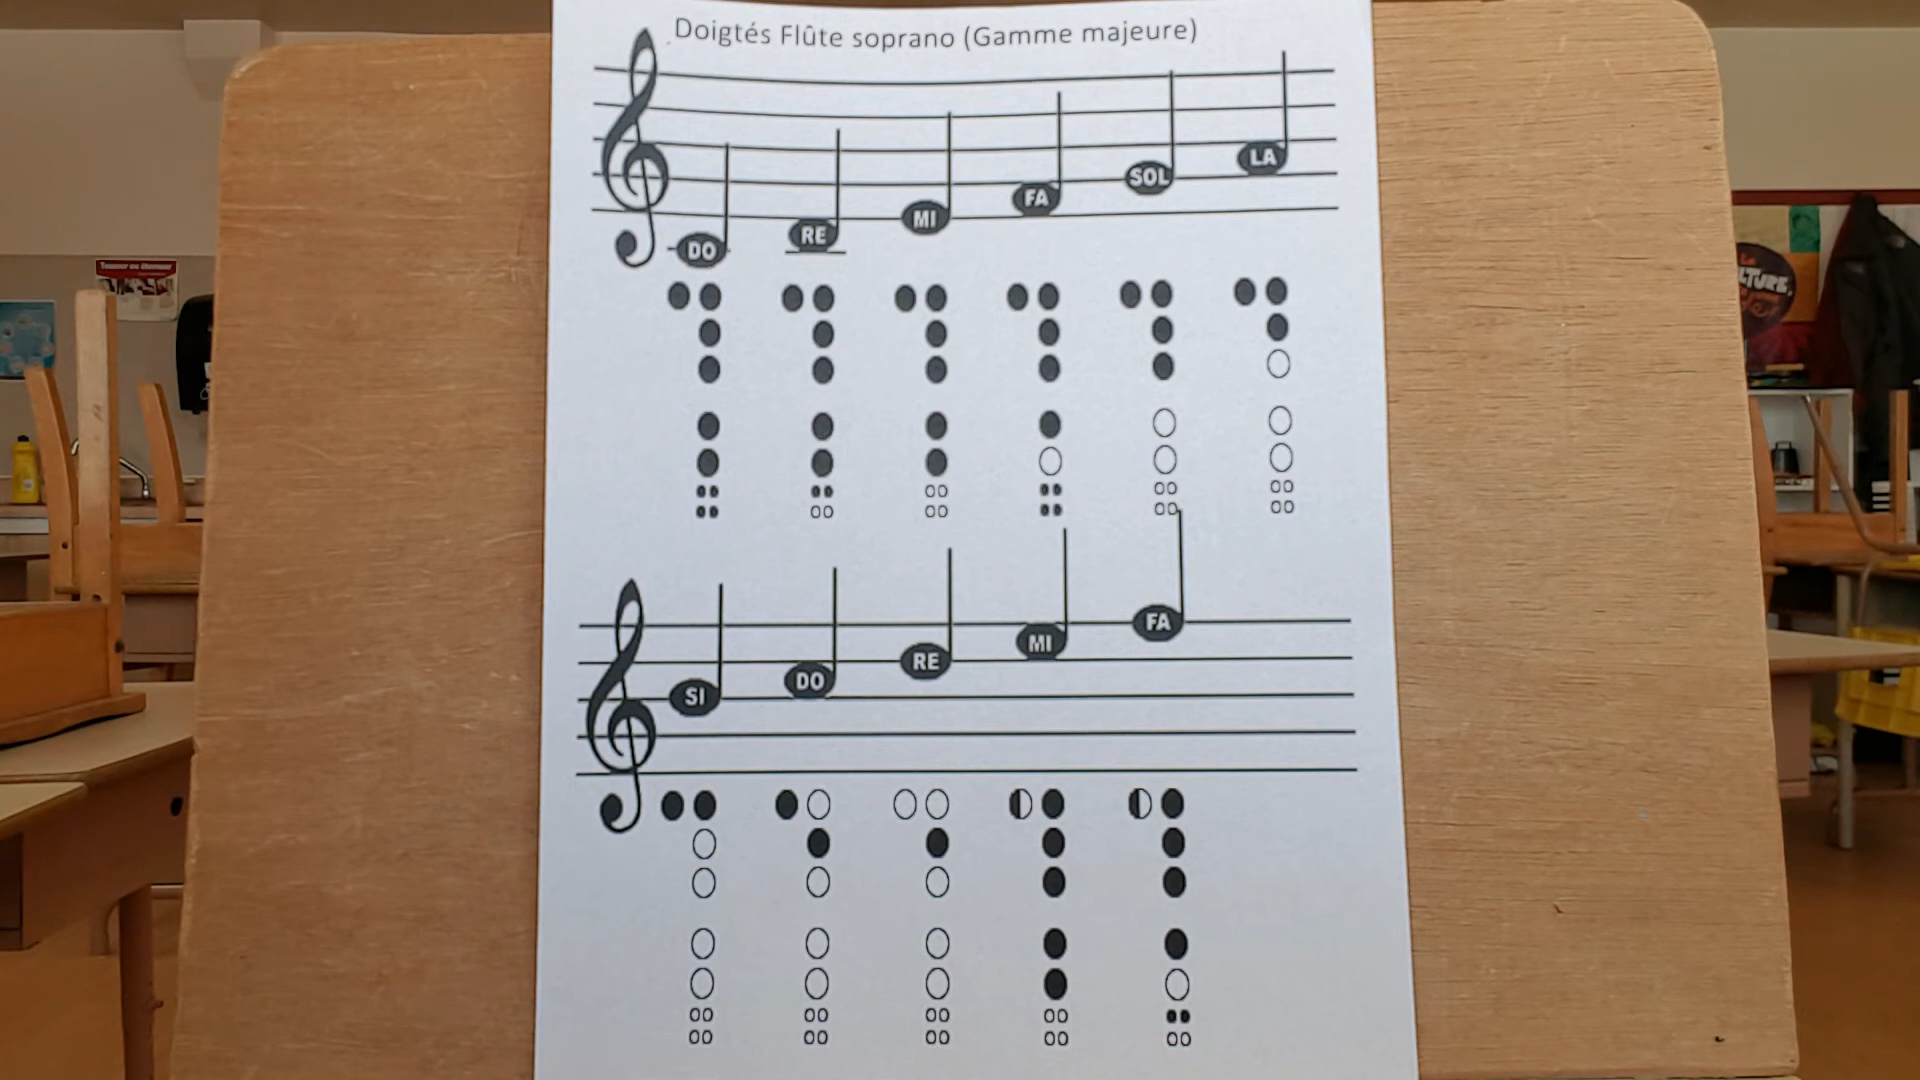 Doigtés Flûte soprano (Gamme majeure)
DO RE MI FA SOL LA
SI DO RE MI FA